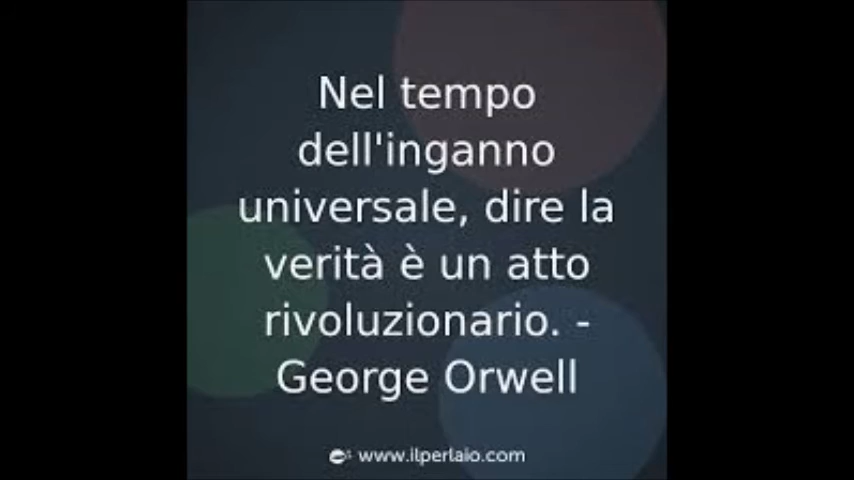 Nel tempo
dell'inganno
universale, dire la
verità è un atto
rivoluzionario. -
George Orwell
www.ilperlaio.com